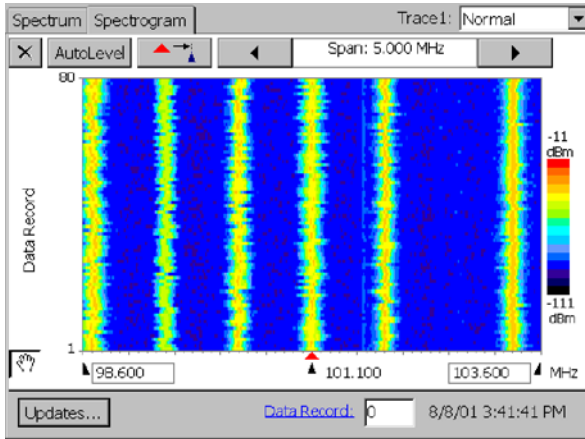 Spectrum Spectrogram Trace1: Normal
AutoLevel Span: 5.000 MHz
80
Data Record
-11
dBm
-111
dBm
1
98.600 101.100 103.600 MHz
Updates... Data Record: 0 8/8/01 3:41:41 PM